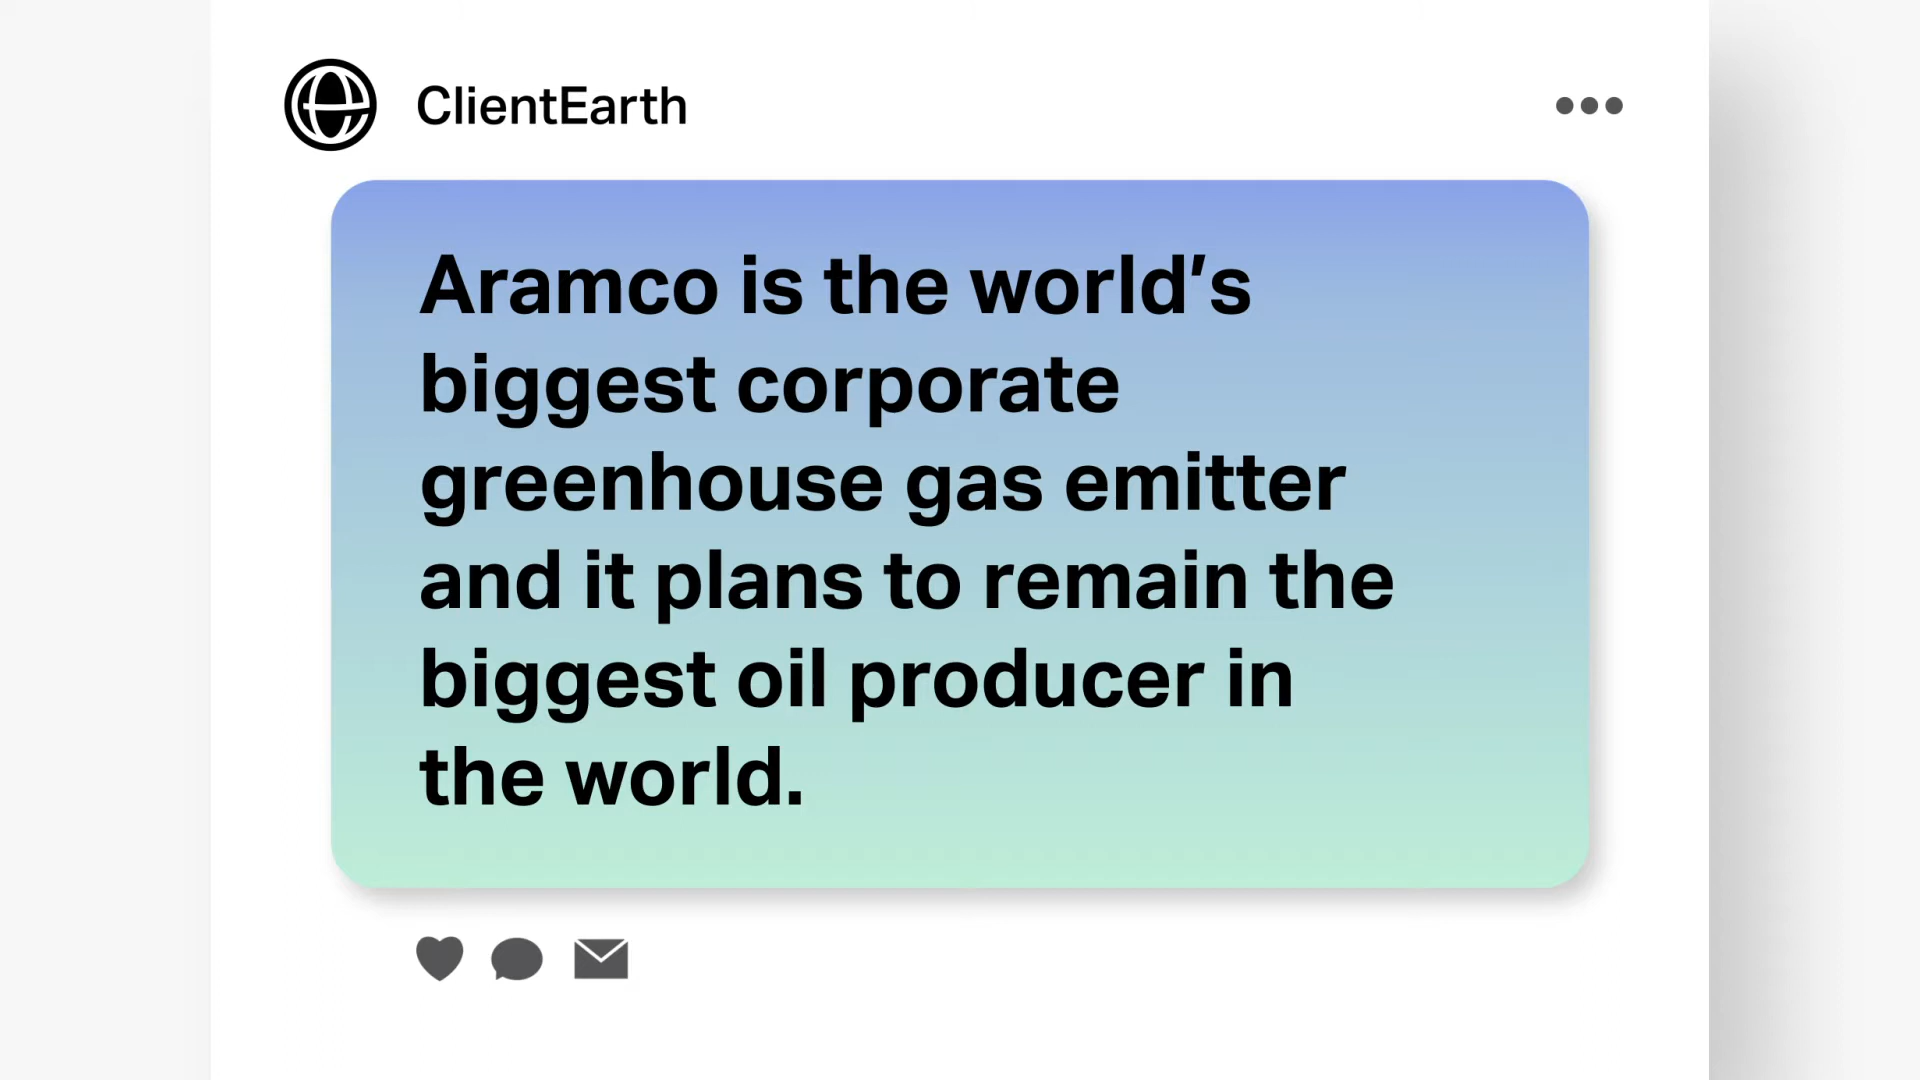 ClientEarth
Aramco is the world's
biggest corporate
greenhouse gas emitter
and it plans to remain the
biggest oil producer in
the world.